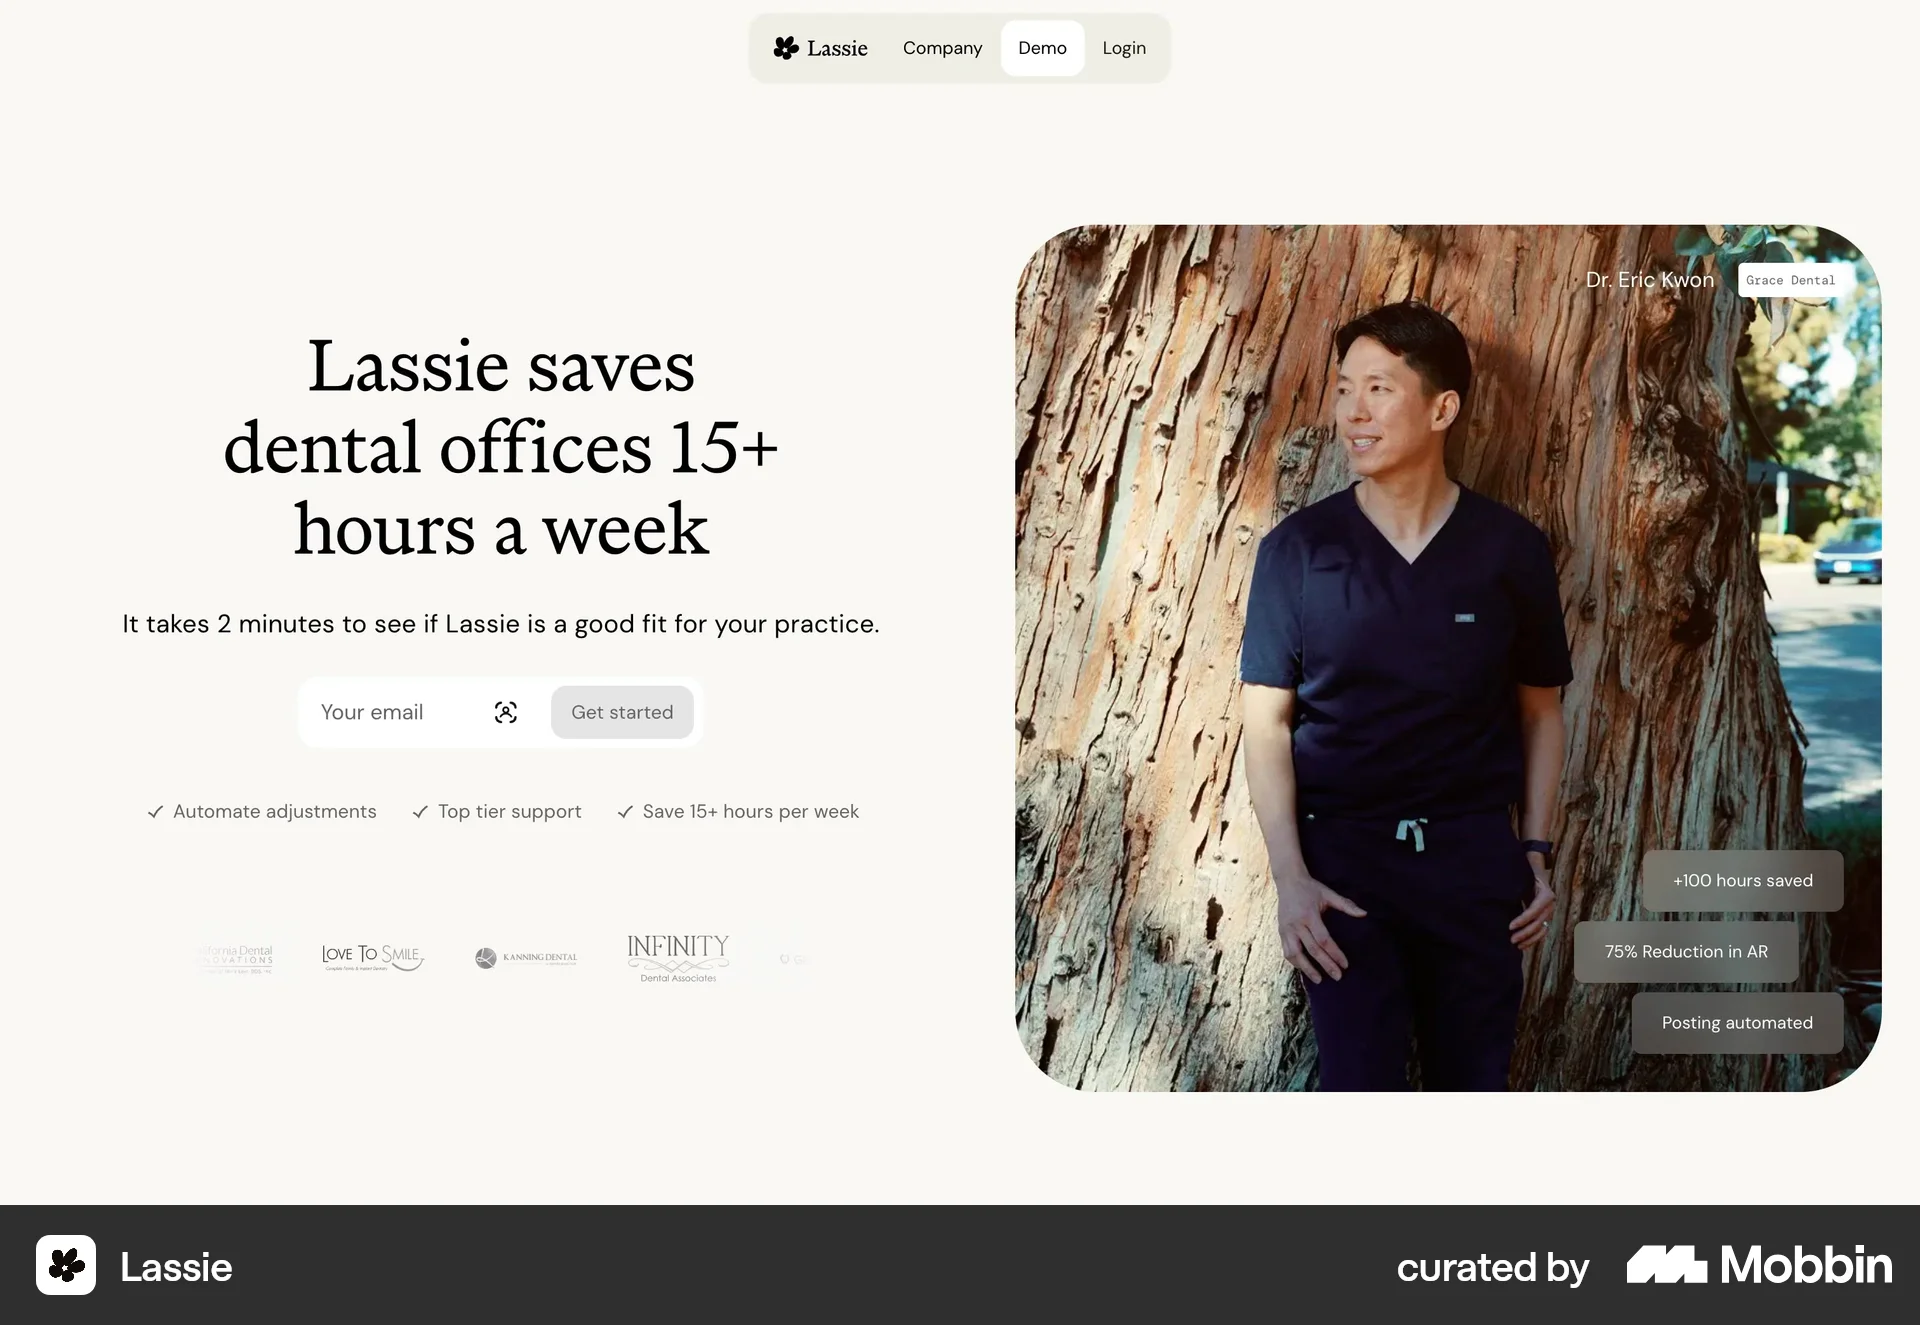 Lassie
Company
Demo
Login
Dr. Eric Kwon
Grace Dental
Lassie saves
dental offices 15+
hours a week
It takes 2 minutes to see if Lassie is a good fit for your practice.
Your email
Get started
Automate adjustments
Top tier support
Save 15+ hours per week
Dental
LOVE TO SMILE
KANNING DENTAL
INFINITY
Dental Associates
+100 hours saved
75% Reduction in AR
Posting automated
Lassie
curated by
Mobbin